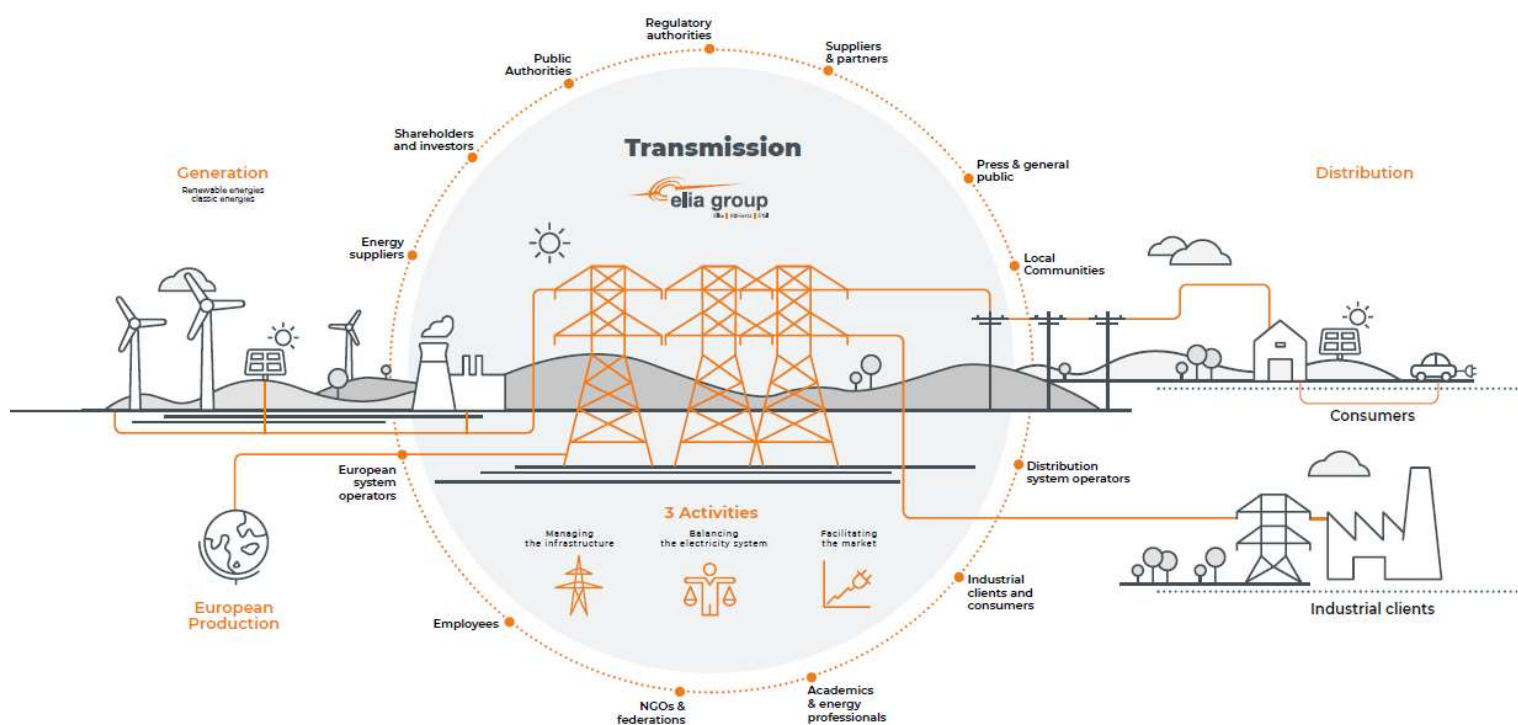 Regulatory
authorities
Suppliers
& partners
Public
Authorities
Shareholders
and investors
Transmission
elia group
Press & general
public
Generation
Renewable energies
classic energies
Distribution
Energy
suppliers
Local
Communities
Consumers
European
system
operators
Distribution
system operators
3 Activities
Managing
the infrastructure
Balancing
the electricity system
Facilitating
the market
European
Production
Industrial
clients and
consumers
Industrial clients
Employees
NGOs &
federations
Academics
& energy
professionals